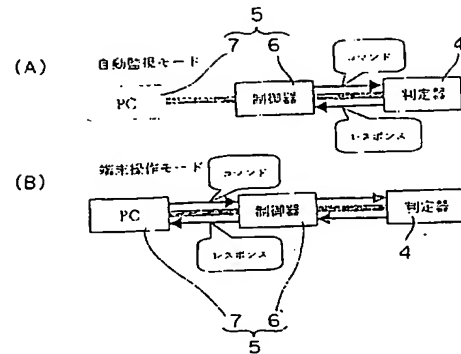 5
7 6
(A) 自動監視モード
コマンド
4
PC 制御器 判定器
レスポンス
(B) 端末操作モード
コマンド
PC 制御器 判定器
レスポンス
4
7 6
5